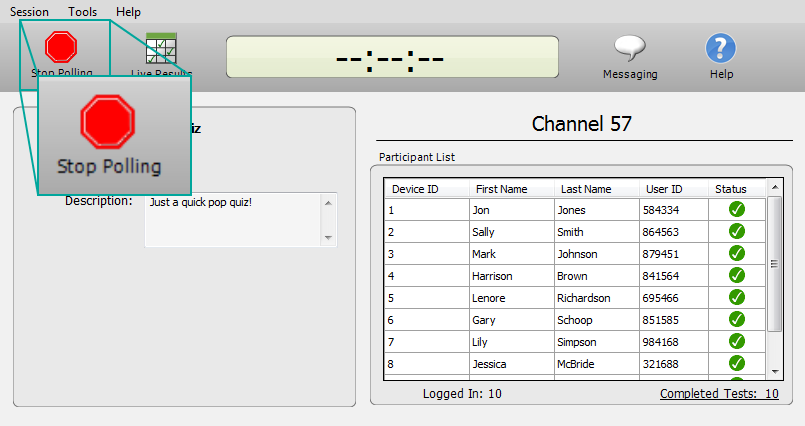 Session Tools Help
Stop Polling Live Results --:--:-- Messaging Help
Stop Polling
Channel 57
Participant List
Device ID First Name Last Name User ID Status
1 Jon Jones 584334
2 Sally Smith 864563
3 Mark Johnson 879451
4 Harrison Brown 841564
5 Lenore Richardson 695466
6 Gary Schoop 851585
7 Lily Simpson 984168
8 Jessica McBride 321688
Description: Just a quick pop quiz!
Logged In: 10 Completed Tests: 10